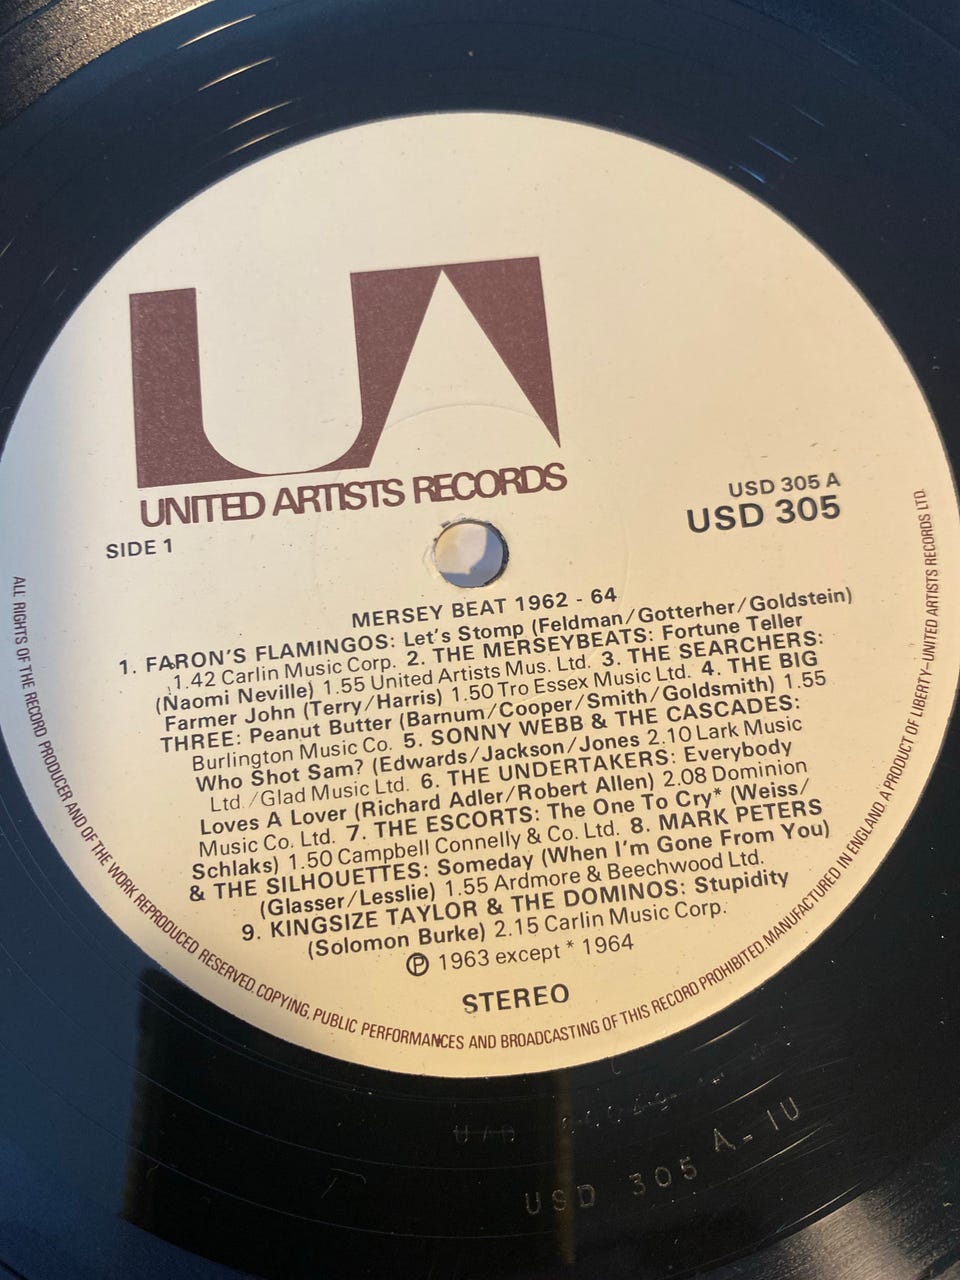 UA
UNITED ARTISTS RECORDS
SIDE 1
USD 305 A
USD 305
MERSEY BEAT 1962 - 64
1. FARON'S FLAMINGOS: Let's Stomp (Feldman/Gotterher/Goldstein)
1.42 Carlin Music Corp. 2. THE MERSEYBEATS: Fortune Teller
(Naomi Neville) 1.55 United Artists Mus. Ltd. 3. THE SEARCHERS:
Farmer John (Terry/Harris) 1.50 Tro Essex Music Ltd. 4. THE BIG
THREE: Peanut Butter (Barnum/Cooper/Smith/Goldsmith) 1.55
Burlington Music Co. 5. SONNY WEBB & THE CASCADES:
Who Shot Sam? (Edwards/Jackson/Jones 2.10 Lark Music
Ltd./Glad Music Ltd. 6. THE UNDERTAKERS: Everybody
Loves A Lover (Richard Adler/Robert Allen) 2.08 Dominion
Music Co. Ltd. 7. THE ESCORTS: The One To Cry* (Weiss/
Schlaks) 1.50 Campbell Connelly & Co. Ltd. 8. MARK PETERS
& THE SILHOUETTES: Someday (When I'm Gone From You)
(Glasser/Lesslie) 1.55 Ardmore & Beechwood Ltd.
9. KINGSIZE TAYLOR & THE DOMINOS: Stupidity
(Solomon Burke) 2.15 Carlin Music Corp.
Ⓟ 1963 except * 1964
STEREO
ALL RIGHTS OF THE RECORD PRODUCER AND OF THE WORK REPRODUCED RESERVED. COPYING, PUBLIC PERFORMANCES AND BROADCASTING OF THIS RECORD PROHIBITED. MANUFACTURED IN ENGLAND. A PRODUCT OF LIBERTY-UNITED ARTISTS RECORDS LTD.
USD 305 A-1U